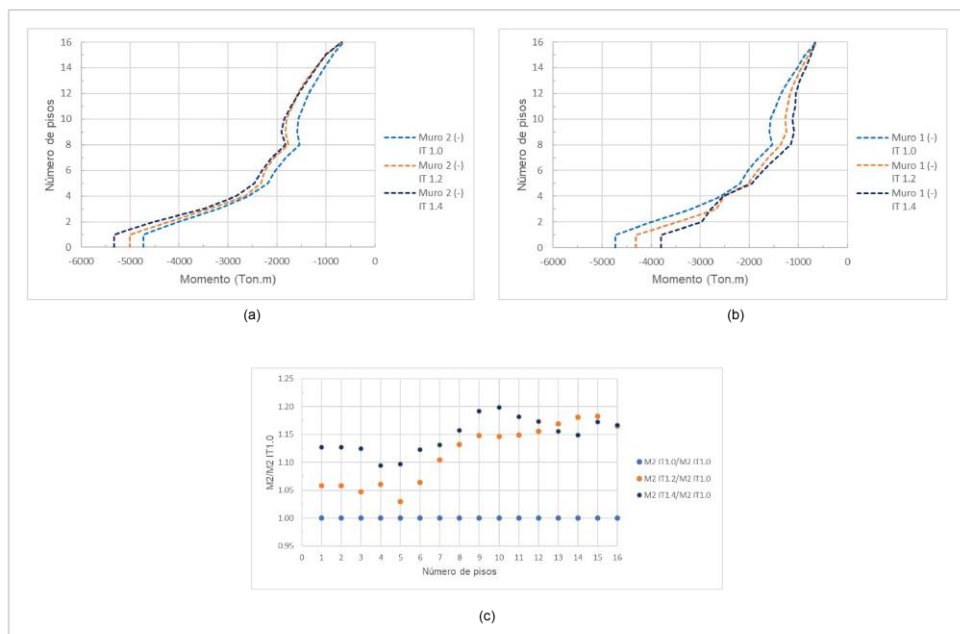 16
14
12
10
8
6
4
2
0
Número de pisos
-6000 -5000 -4000 -3000 -2000 -1000 0
Momento (Ton.m)
Muro 2 (-)
IT 1.0
Muro 2 (-)
IT 1.2
Muro 2 (-)
IT 1.4
(a)
16
14
12
10
8
6
4
2
0
Número de pisos
-6000 -5000 -4000 -3000 -2000 -1000 0
Momento (Ton.m)
Muro 1 (-)
IT 1.0
Muro 1 (-)
IT 1.2
Muro 1 (-)
IT 1.4
(b)
1.25
1.20
1.15
1.10
1.05
1.00
0.95
M2/M2 IT1.0
0 1 2 3 4 5 6 7 8 9 10 11 12 13 14 15 16
Número de pisos
M2 IT1.0/M2 IT1.0
M2 IT1.2/M2 IT1.0
M2 IT1.4/M2 IT1.0
(c)